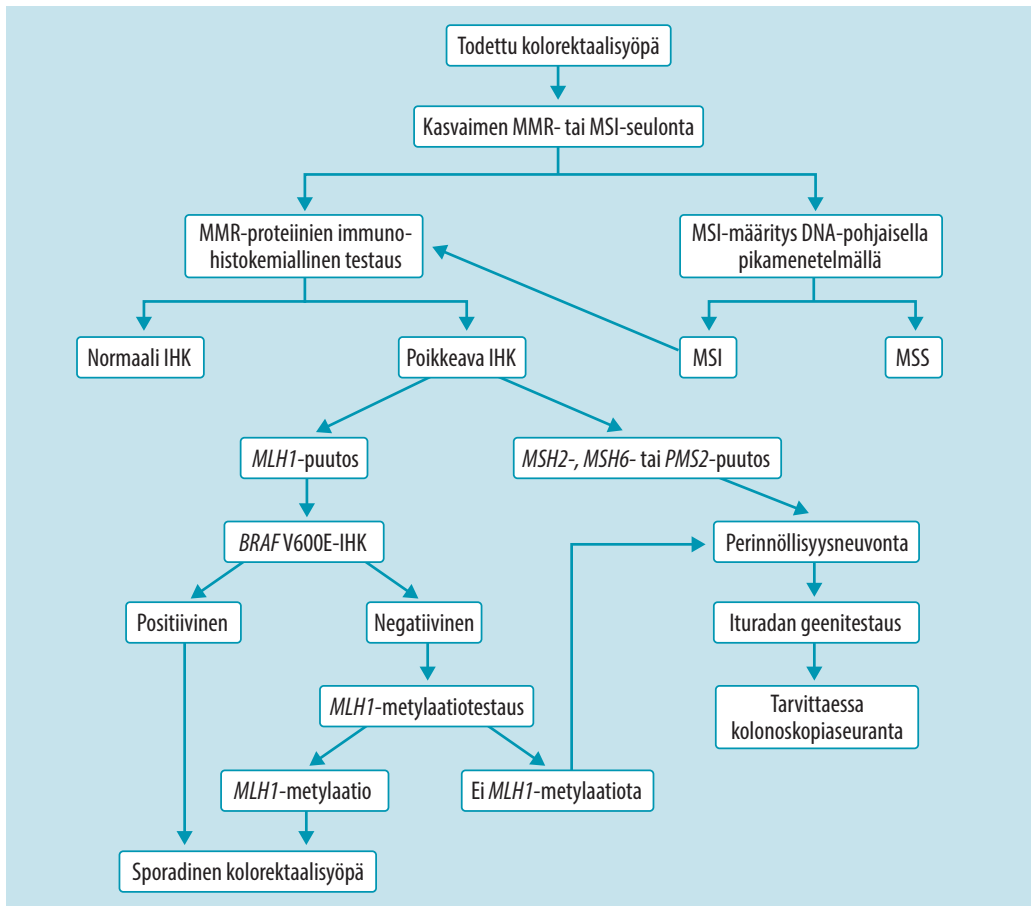 Todettu kolorektaalisyöpä
Kasvaimen MMR- tai MSI-seulonta
MMR-proteiinien immuno-
histokemiallinen testaus
MSI-määritys DNA-pohjaisella
pikamenetelmällä
Normaali IHK
Poikkeava IHK
MSI
MSS
MLH1-puutos
MSH2-, MSH6- tai PMS2-puutos
BRAF V600E-IHK
Perinnöllisyysneuvonta
Positiivinen
Negatiivinen
Ituradan geenitestaus
MLH1-metylaatiotestaus
Tarvittaessa
kolonoskopiaseuranta
MLH1-metylaatio
Ei MLH1-metylaatiota
Sporadinen kolorektaalisyöpä